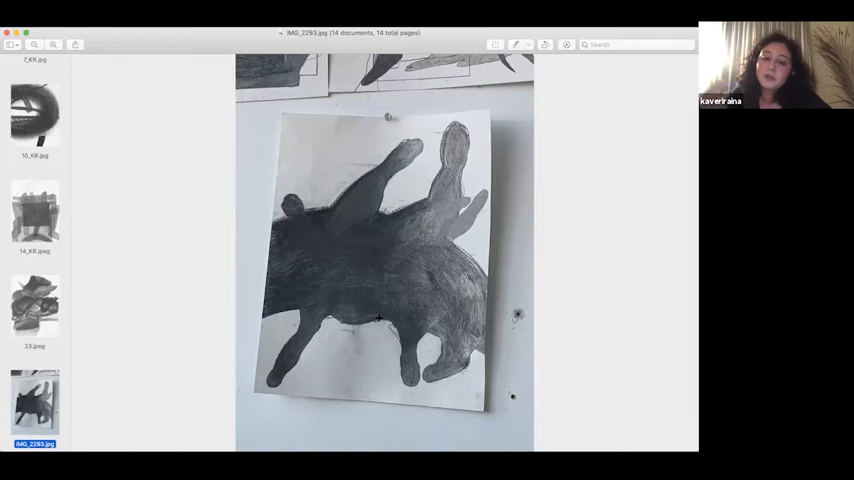 IMG_2293.jpg (14 documents, 14 total pages)
Search
7_KR.jpg
10_KR.jpg
14_KR.jpeg
23.jpeg
IMG_2293.jpg
kaveriraina